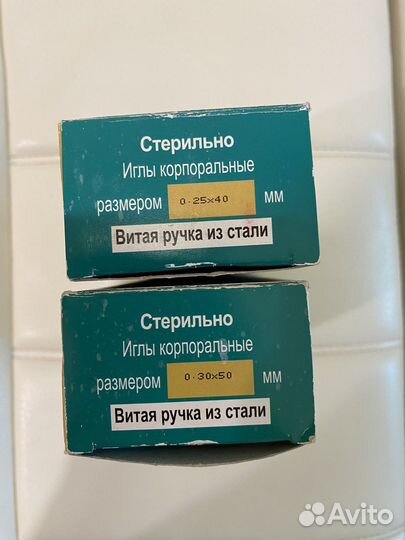 Стерильно
Иглы корпоральные
размером 0.25x40 мм
Витая ручка из стали
Стерильно
Иглы корпоральные
размером 0.30x50 мм
Витая ручка из стали
Avito